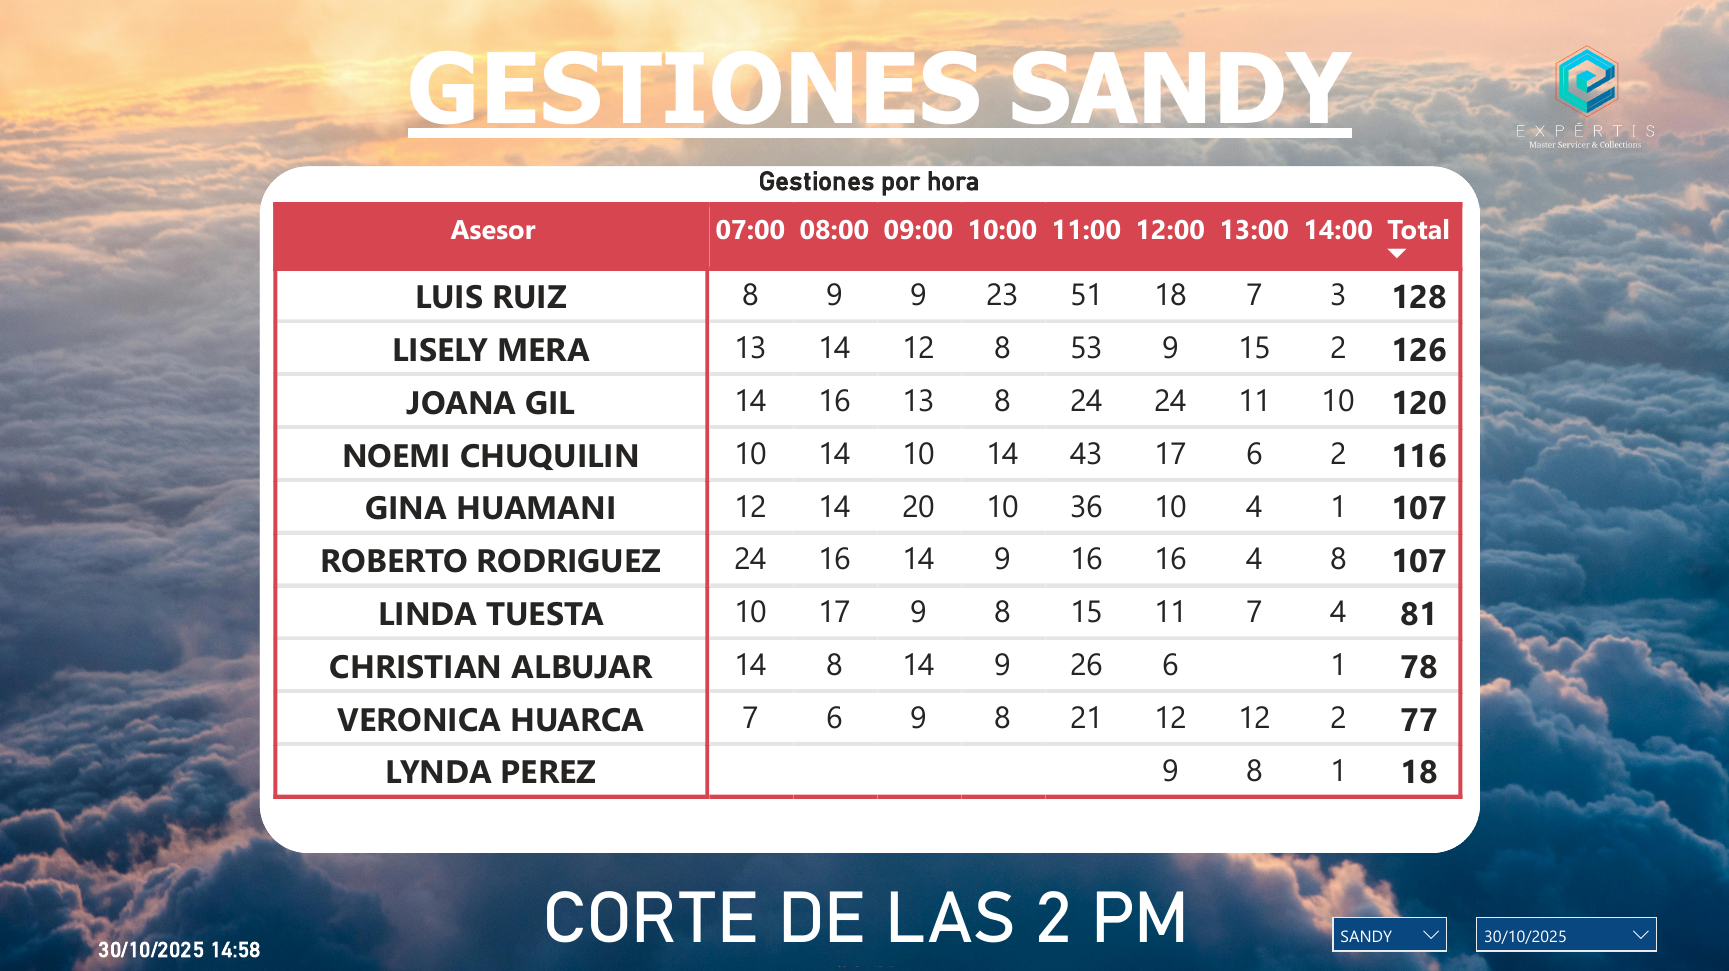 GESTIONES SANDY
EXPÉRTIS
Master Servicer & Collections
Gestiones por hora
Asesor 07:00 08:00 09:00 10:00 11:00 12:00 13:00 14:00 Total
LUIS RUIZ 8 9 9 23 51 18 7 3 128
LISELY MERA 13 14 12 8 53 9 15 2 126
JOANA GIL 14 16 13 8 24 24 11 10 120
NOEMI CHUQUILIN 10 14 10 14 43 17 6 2 116
GINA HUAMANI 12 14 20 10 36 10 4 1 107
ROBERTO RODRIGUEZ 24 16 14 9 16 16 4 8 107
LINDA TUESTA 10 17 9 8 15 11 7 4 81
CHRISTIAN ALBUJAR 14 8 14 9 26 6 1 78
VERONICA HUARCA 7 6 9 8 21 12 12 2 77
LYNDA PEREZ 9 8 1 18
CORTE DE LAS 2 PM
30/10/2025 14:58
SANDY
30/10/2025